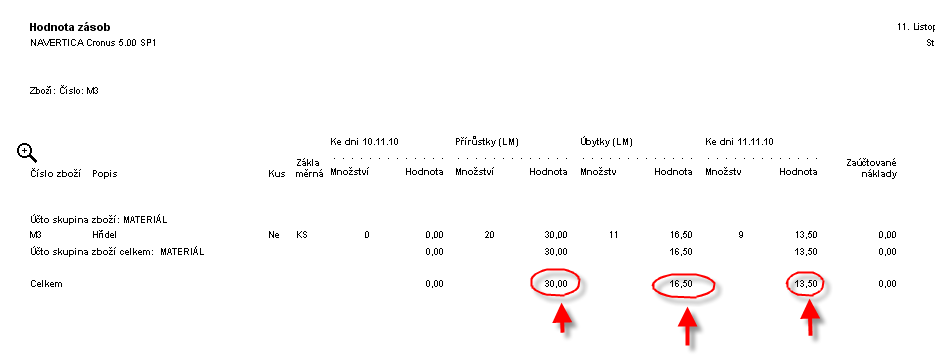 Hodnota zásob
11. Listop
NAVERTICA Cronus 5.00 SP1
St
Zboží: Číslo: M3
Ke dni 10.11.10 Přírůstky (LM) Úbytky (LM) Ke dni 11.11.10
Číslo zboží Popis Kus Zákla měrná Množství Hodnota Množství Hodnota Množstv Hodnota Množstv Hodnota Zaúčtované náklady
Účto skupina zboží: MATERIÁL
M3 Hřídel Ne KS 0 0,00 20 30,00 11 16,50 9 13,50 0,00
Účto skupina zboží celkem: MATERIÁL 0,00 30,00 16,50 13,50 0,00
Celkem 0,00 30,00 16,50 13,50 0,00